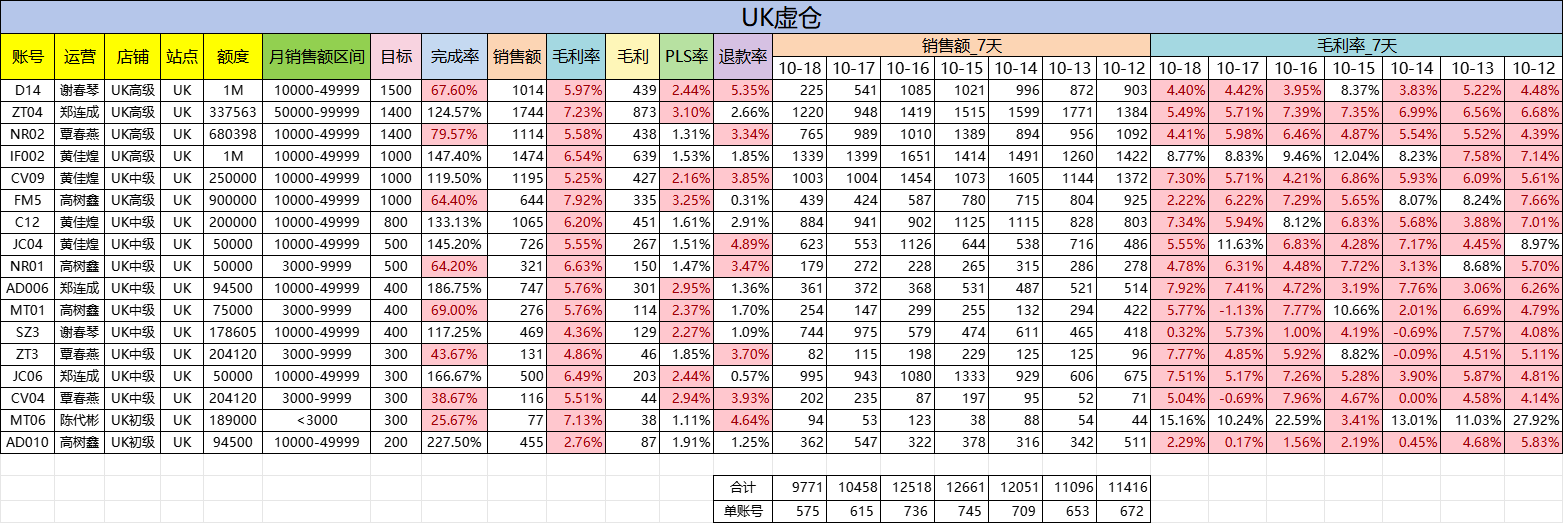 UK虚仓
账号 运营 店铺 站点 额度 月销售额区间 目标 完成率 销售额 毛利率 毛利 PLS率 退款率 销售额_7天 毛利率_7天
10-18 10-17 10-16 10-15 10-14 10-13 10-12 10-18 10-17 10-16 10-15 10-14 10-13 10-12
D14 谢春琴 UK高级 UK 1M 10000-49999 1500 67.60% 1014 5.97% 439 2.44% 5.35% 225 541 1085 1021 996 872 903 4.40% 4.42% 3.95% 8.37% 3.83% 5.22% 4.48%
ZT04 郑连成 UK高级 UK 337563 50000-99999 1400 124.57% 1744 7.23% 873 3.10% 2.66% 1220 948 1419 1515 1599 1771 1384 5.49% 5.71% 7.39% 7.35% 6.99% 6.56% 6.68%
NR02 覃春燕 UK高级 UK 680398 10000-49999 1400 79.57% 1114 5.58% 438 1.31% 3.34% 765 989 1010 1389 894 956 1092 4.41% 5.98% 6.46% 4.87% 5.54% 5.52% 4.39%
IF002 黄佳煌 UK高级 UK 1M 10000-49999 1000 147.40% 1474 6.54% 639 1.53% 1.85% 1339 1399 1651 1414 1491 1260 1422 8.77% 8.83% 9.46% 12.04% 8.23% 7.58% 7.14%
CV09 黄佳煌 UK中级 UK 250000 10000-49999 1000 119.50% 1195 5.25% 427 2.16% 3.85% 1003 1004 1454 1073 1605 1144 1372 7.30% 5.71% 4.21% 6.86% 5.93% 6.09% 5.61%
FM5 高树鑫 UK高级 UK 900000 10000-49999 1000 64.40% 644 7.92% 335 3.25% 0.31% 439 424 587 780 715 804 925 2.22% 6.22% 7.29% 5.65% 8.07% 8.24% 7.66%
C12 黄佳煌 UK中级 UK 200000 10000-49999 800 133.13% 1065 6.20% 451 1.61% 2.91% 884 941 902 1125 1115 828 803 7.34% 5.94% 8.12% 6.83% 5.68% 3.88% 7.01%
JC04 黄佳煌 UK中级 UK 50000 10000-49999 500 145.20% 726 5.55% 267 1.51% 4.89% 623 553 1126 644 538 716 486 5.55% 11.63% 6.83% 4.28% 7.17% 4.45% 8.97%
NR01 高树鑫 UK中级 UK 50000 3000-9999 500 64.20% 321 6.63% 150 1.47% 3.47% 179 272 228 265 315 286 278 4.78% 6.31% 4.48% 7.72% 3.13% 8.68% 5.70%
AD006 郑连成 UK中级 UK 94500 10000-49999 400 186.75% 747 5.76% 301 2.95% 1.36% 361 372 368 531 487 521 514 7.92% 7.41% 4.72% 3.19% 7.76% 3.06% 6.26%
MT01 高树鑫 UK中级 UK 75000 3000-9999 400 69.00% 276 5.76% 114 2.37% 1.70% 254 147 299 255 132 294 422 5.77% -1.13% 7.77% 10.66% 2.01% 6.69% 4.79%
SZ3 谢春琴 UK中级 UK 178605 10000-49999 400 117.25% 469 4.36% 129 2.27% 1.09% 744 975 579 474 611 465 418 0.32% 5.73% 1.00% 4.19% -0.69% 7.57% 4.08%
ZT3 覃春燕 UK中级 UK 204120 3000-9999 300 43.67% 131 4.86% 46 1.85% 3.70% 82 115 198 229 125 125 96 7.77% 4.85% 5.92% 8.82% -0.09% 4.51% 5.11%
JC06 郑连成 UK中级 UK 50000 10000-49999 300 166.67% 500 6.49% 203 2.44% 0.57% 995 943 1080 1333 929 606 675 7.51% 5.17% 7.26% 5.28% 3.90% 5.87% 4.81%
CV04 覃春燕 UK中级 UK 204120 3000-9999 300 38.67% 116 5.51% 44 2.94% 3.93% 202 235 87 197 95 52 71 5.04% -0.69% 7.96% 4.67% 0.00% 4.58% 4.14%
MT06 陈代彬 UK初级 UK 189000 <3000 300 25.67% 77 7.13% 38 1.11% 4.64% 94 53 123 38 88 54 44 15.16% 10.24% 22.59% 3.41% 13.01% 11.03% 27.92%
AD010 高树鑫 UK初级 UK 94500 10000-49999 200 227.50% 455 2.76% 87 1.91% 1.25% 362 547 322 378 316 342 511 2.29% 0.17% 1.56% 2.19% 0.45% 4.68% 5.83%
合计 9771 10458 12518 12661 12051 11096 11416
单账号 575 615 736 745 709 653 672